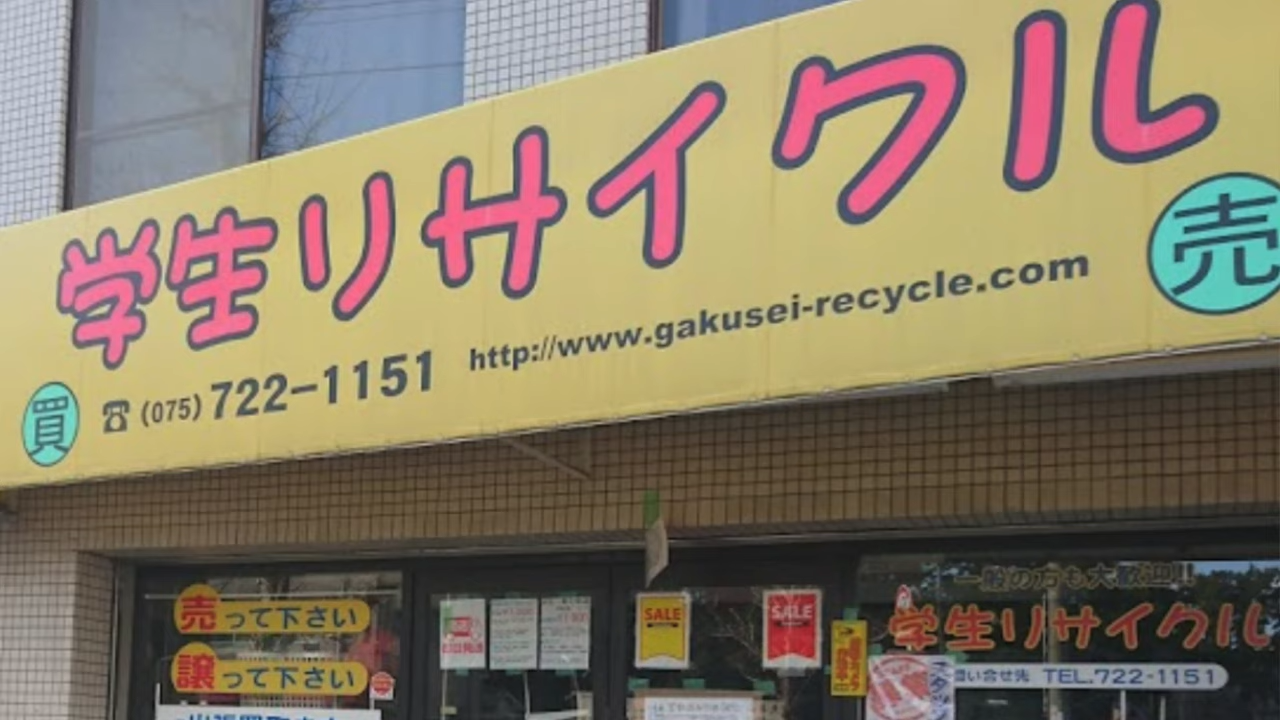 学生リサイクル
買 ☎ (075) 722-1151 http://www.gakusei-recycle.com 売
売って下さい
譲って下さい
SALE
SALE
一般の方も大歓迎!!
学生リサイクル
問い合せ先 TEL.722-1151